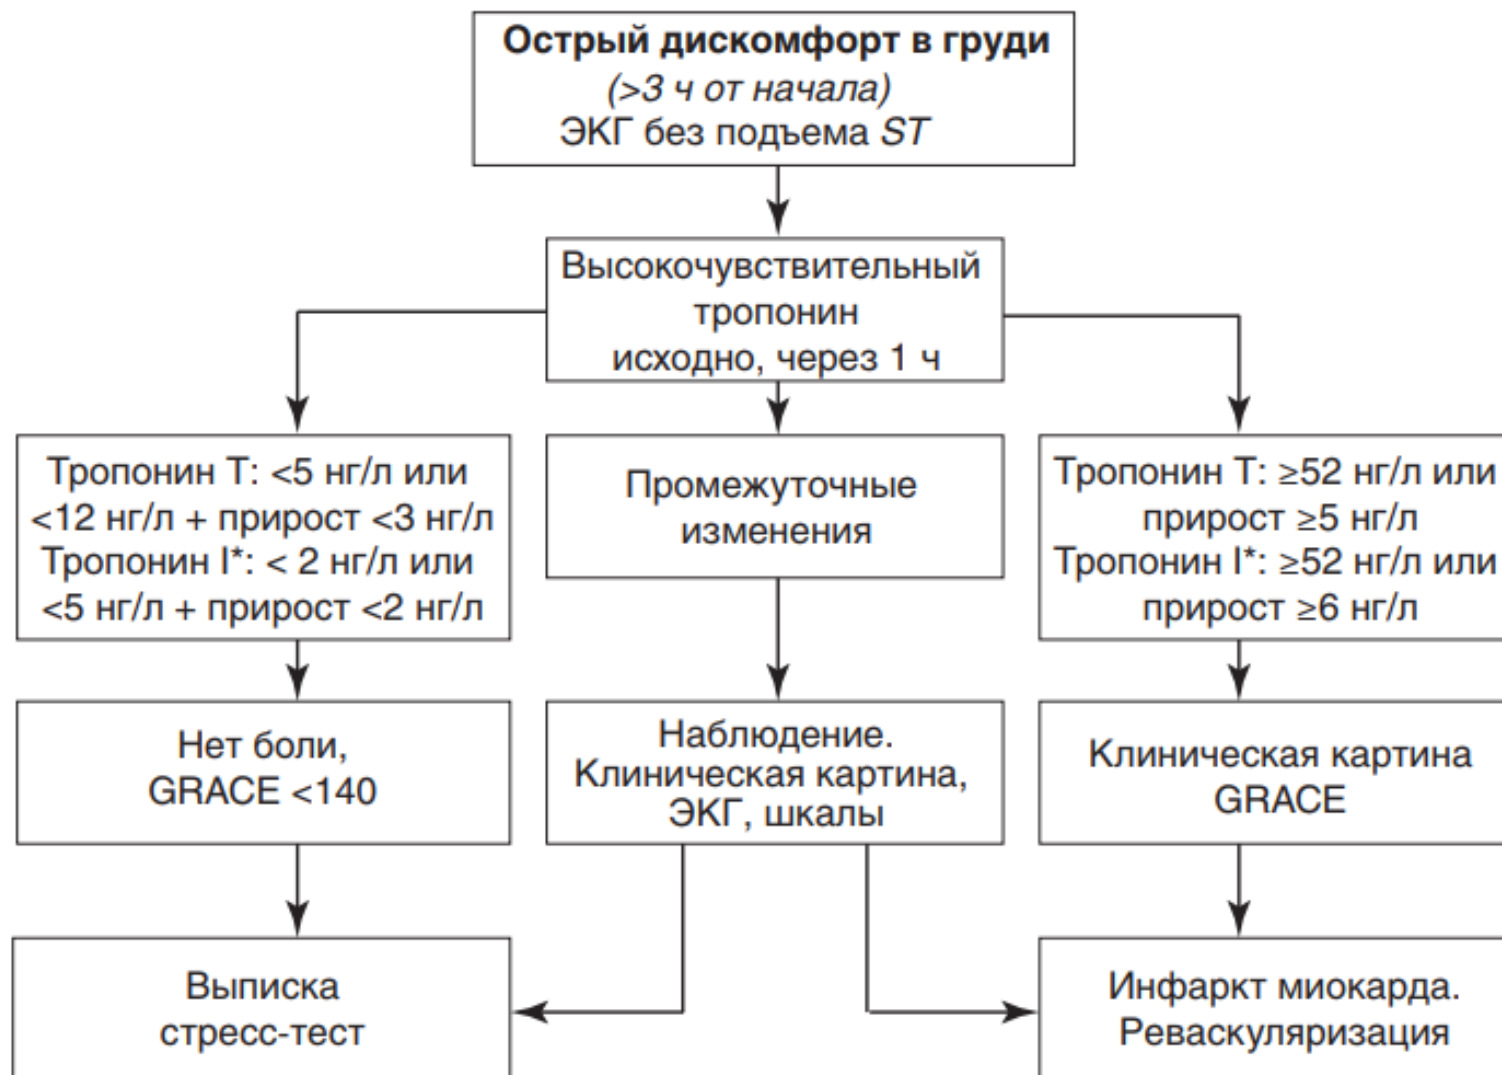 Острый дискомфорт в груди
(>3 ч от начала)
ЭКГ без подъема ST
Высокочувствительный
тропонин
исходно, через 1 ч
Тропонин Т: <5 нг/л или
<12 нг/л + прирост <3 нг/л
Тропонин I*: < 2 нг/л или
<5 нг/л + прирост <2 нг/л
Промежуточные
изменения
Тропонин Т: ≥52 нг/л или
прирост ≥5 нг/л
Тропонин I*: ≥52 нг/л или
прирост ≥6 нг/л
Нет боли,
GRACE <140
Наблюдение.
Клиническая картина,
ЭКГ, шкалы
Клиническая картина
GRACE
Выписка
стресс-тест
Инфаркт миокарда.
Реваскуляризация